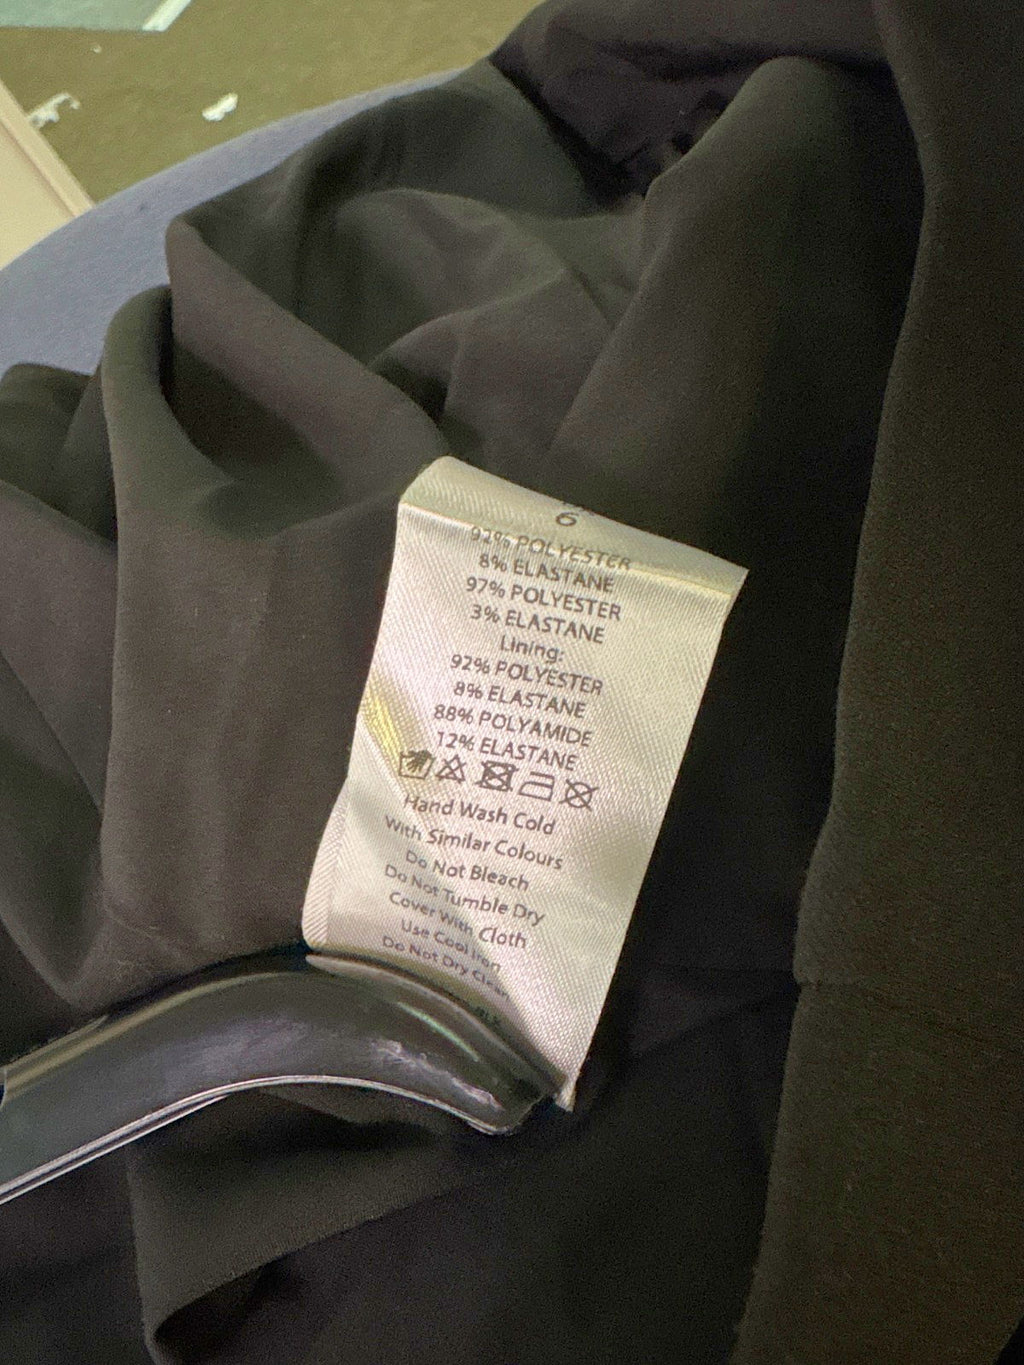 6
92% POLYESTER
8% ELASTANE
97% POLYESTER
3% ELASTANE
Lining:
92% POLYESTER
8% ELASTANE
88% POLYAMIDE
12% ELASTANE
Hand Wash Cold
With Similar Colours
Do Not Bleach
Do Not Tumble Dry
Cover With Cloth
Use Cool Iron
Do Not Dry Clean
BLK